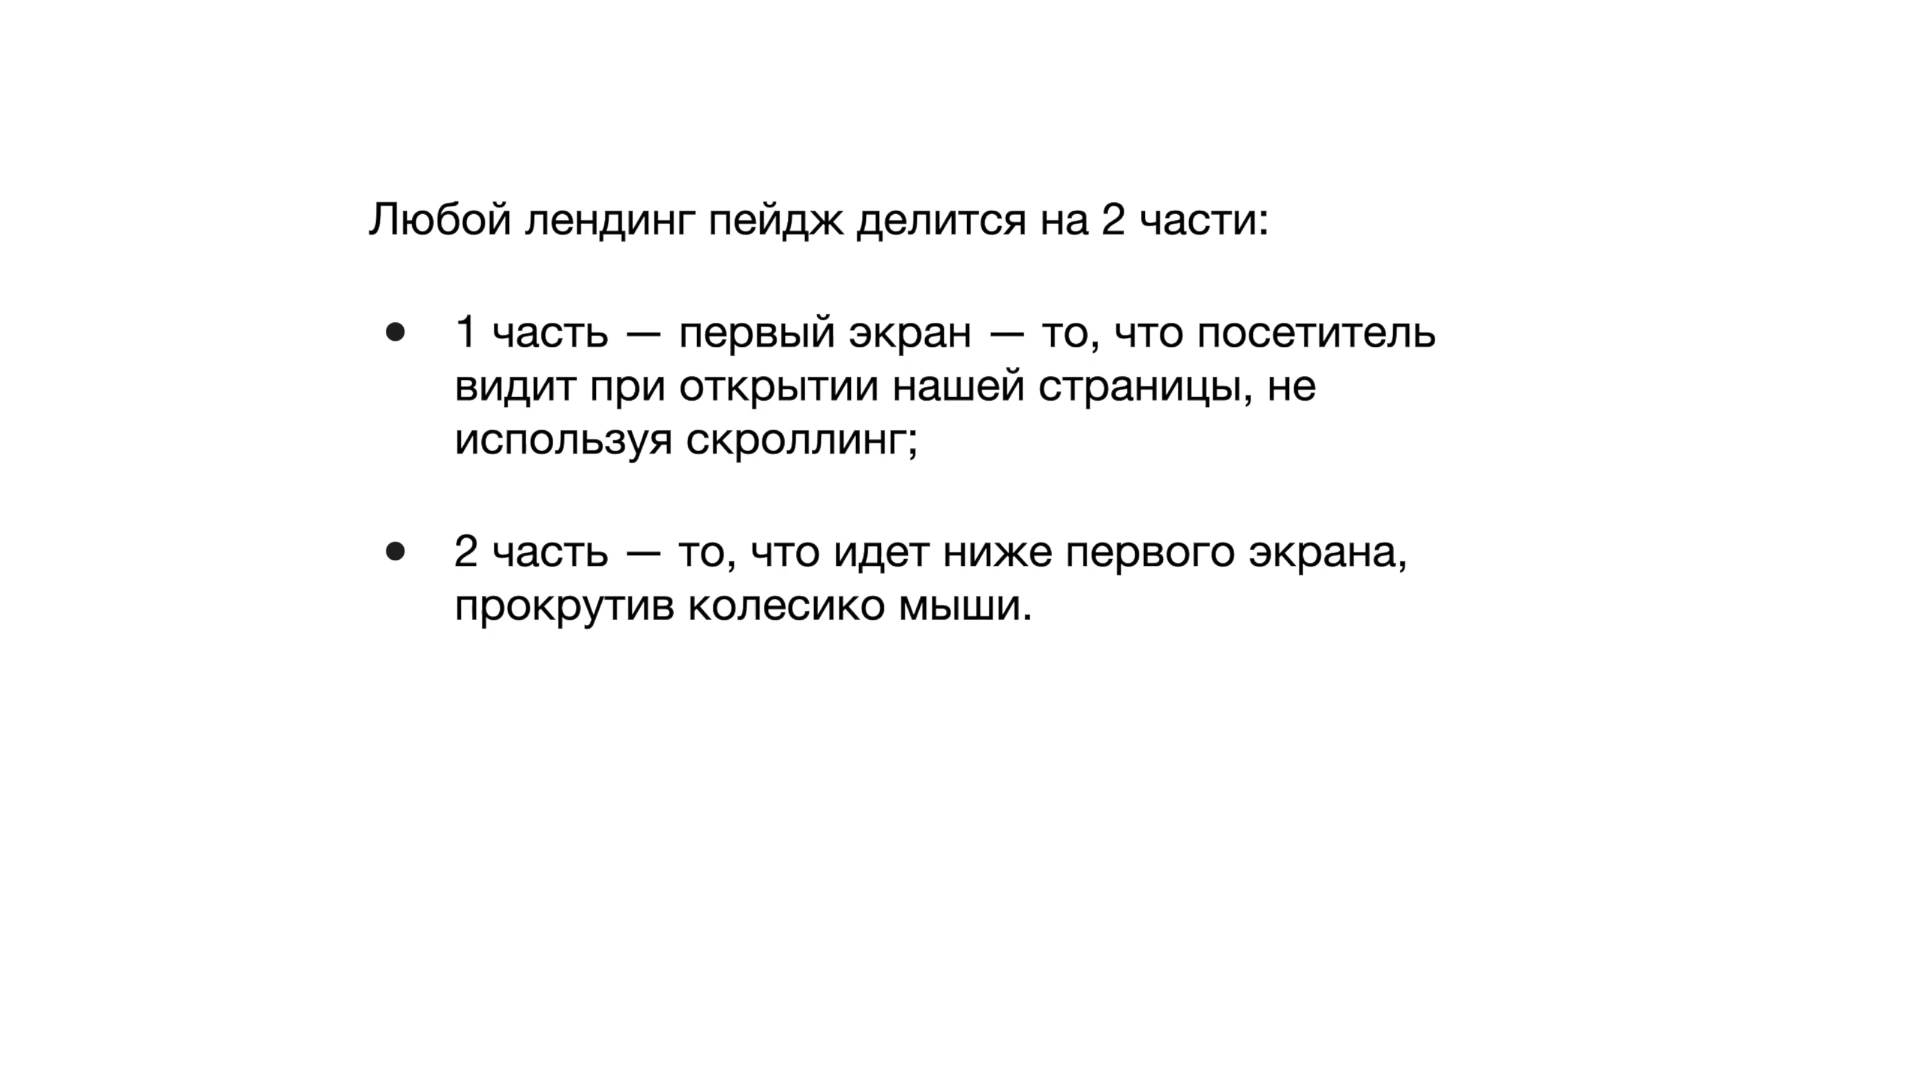 Любой лендинг пейдж делится на 2 части:
● 1 часть — первый экран — то, что посетитель
видит при открытии нашей страницы, не
используя скроллинг;
● 2 часть — то, что идет ниже первого экрана,
прокрутив колесико мыши.